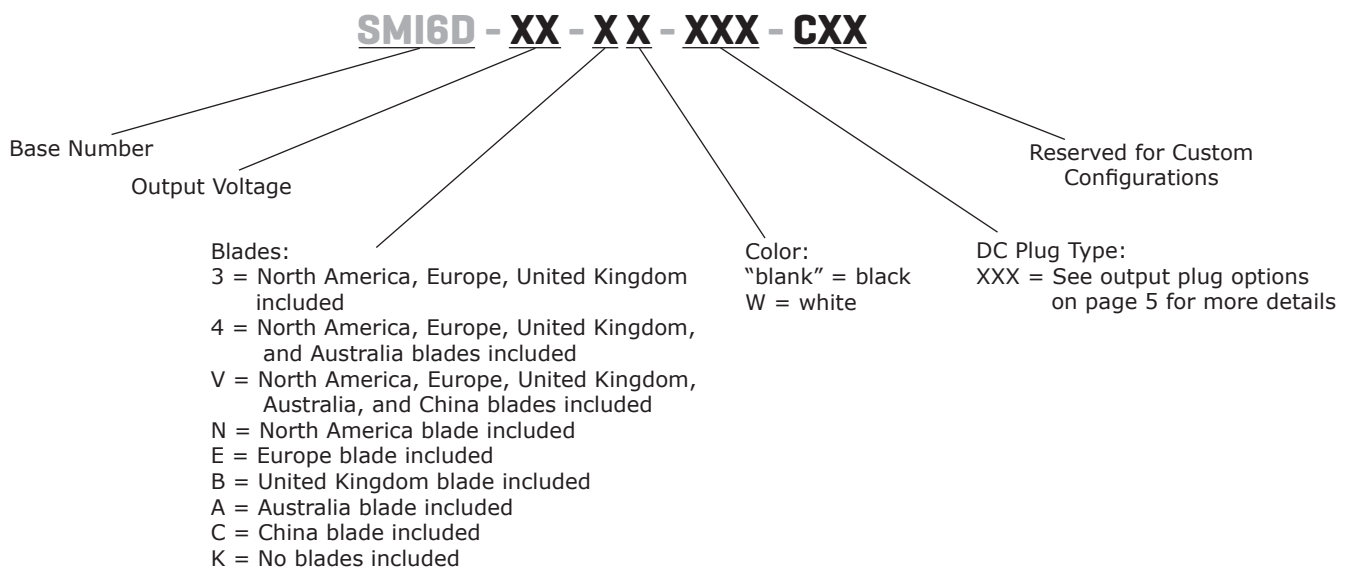 SMI6D - XX - X X - XXX - CXX
Base Number
Output Voltage
Reserved for Custom
Configurations
Blades:
3 = North America, Europe, United Kingdom
included
4 = North America, Europe, United Kingdom,
and Australia blades included
V = North America, Europe, United Kingdom,
Australia, and China blades included
N = North America blade included
E = Europe blade included
B = United Kingdom blade included
A = Australia blade included
C = China blade included
K = No blades included
Color:
“blank” = black
W = white
DC Plug Type:
XXX = See output plug options
on page 5 for more details